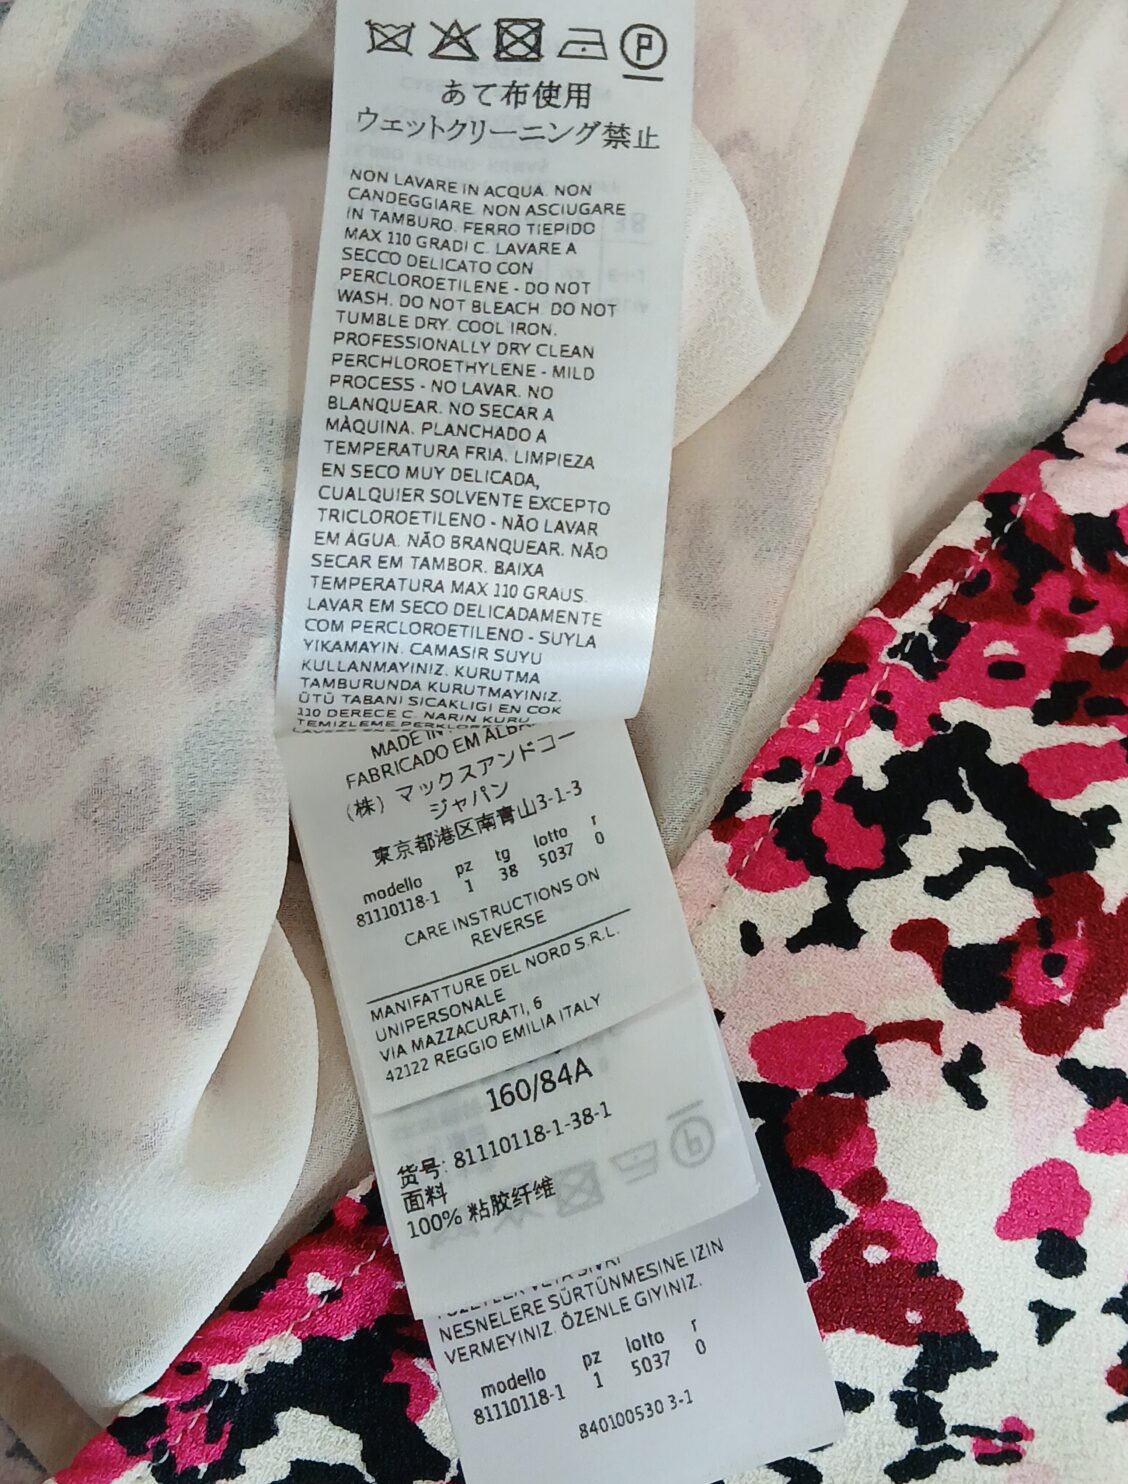 P
あて布使用
ウェットクリーニング禁止
NON LAVARE IN ACQUA. NON
CANDEGGIARE. NON ASCIUGARE
IN TAMBURO. FERRO TIEPIDO
MAX 110 GRADI C. LAVARE A
SECCO DELICATO CON
PERCLOROETILENE - DO NOT
WASH. DO NOT BLEACH. DO NOT
TUMBLE DRY. COOL IRON.
PROFESSIONALLY DRY CLEAN
PERCHLOROETHYLENE - MILD
PROCESS - NO LAVAR. NO
BLANQUEAR. NO SECAR A
MÀQUINA. PLANCHADO A
TEMPERATURA FRIA. LIMPIEZA
EN SECO MUY DELICADA,
CUALQUIER SOLVENTE EXCEPTO
TRICLOROETILENO - NÃO LAVAR
EM ÀGUA. NÃO BRANQUEAR. NÃO
SECAR EM TAMBOR. BAIXA
TEMPERATURA MAX 110 GRAUS.
LAVAR EM SECO DELICADAMENTE
COM PERCLOROETILENO - SUYLA
YIKAMAYIN. CAMASIR SUYU
KULLANMAYINIZ. KURUTMA
TAMBURUNDA KURUTMAYINIZ.
ÜTÜ TABANI SICAKLIGI EN COK
110 DERECE C. NARIN KURU
TEMIZLEME
MADE IN
FABRICADO EM
(株) マックスアンドコー
ジャパン
東京都港区南青山3-1-3
modello pz tg lotto r
81110118-1 1 38 5037 0
CARE INSTRUCTIONS ON
REVERSE
MANIFATTURE DEL NORD S.R.L.
UNIPERSONALE
VIA MAZZACURATI, 6
42122 REGGIO EMILIA ITALY
160/84A
货号: 81110118-1-38-1
面料
100% 粘胶纤维
NESNELERE SÜRTÜNMESINE IZIN
VERMEYINIZ. ÖZENLE GIYINIZ.
modello pz lotto r
81110118-1 1 5037 0
840100530 3-1